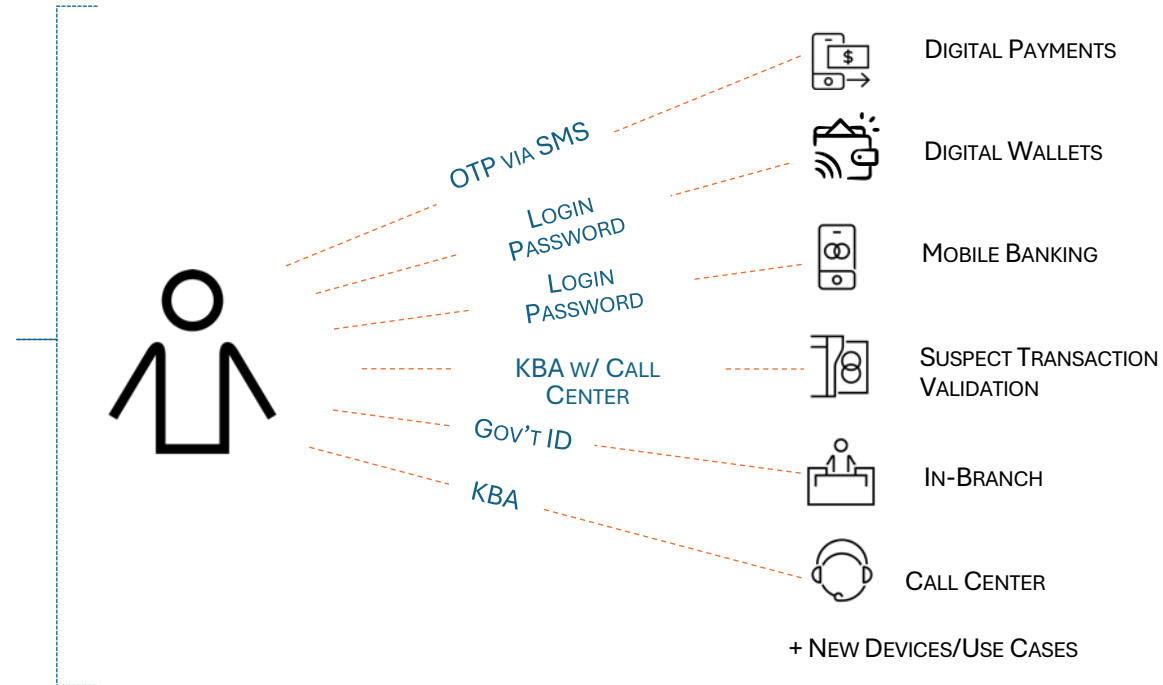 OTP VIA SMS
DIGITAL PAYMENTS
LOGIN
PASSWORD
DIGITAL WALLETS
LOGIN
PASSWORD
MOBILE BANKING
KBA W/ CALL
CENTER
SUSPECT TRANSACTION
VALIDATION
GOV'T ID
IN-BRANCH
KBA
CALL CENTER
+ NEW DEVICES/USE CASES
$